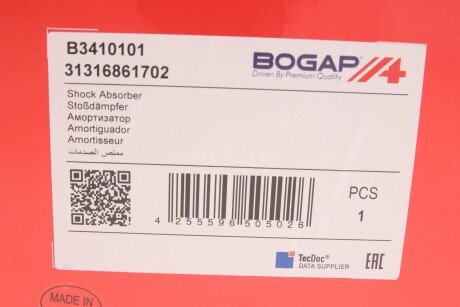 B3410101
31316861702
BOGAP
Driven By Premium Quality
Shock Absorber
Stoßdämpfer
Амортизатор
Amortiguador
Amortisseur
ممتص الصدمات
PCS
1
4 255596 505026
TecDoc®
DATA SUPPLIER
EAC
MADE IN